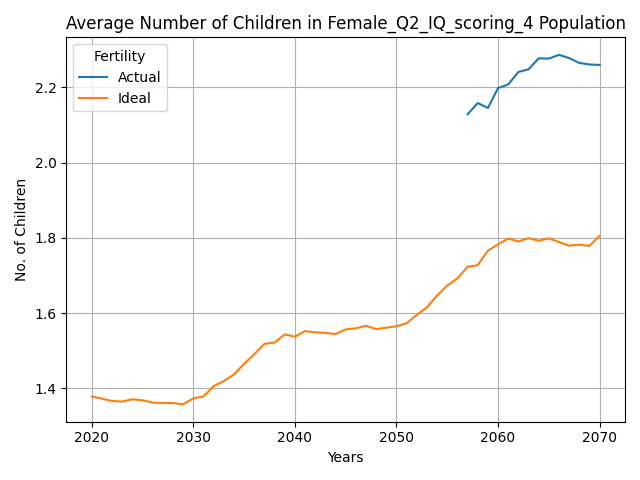 Average Number of Children in Female_Q2_IQ_scoring_4 Population
Fertility
Actual
Ideal
No. of Children
2.2
2.0
1.8
1.6
1.4
2020 2030 2040 2050 2060 2070
Years